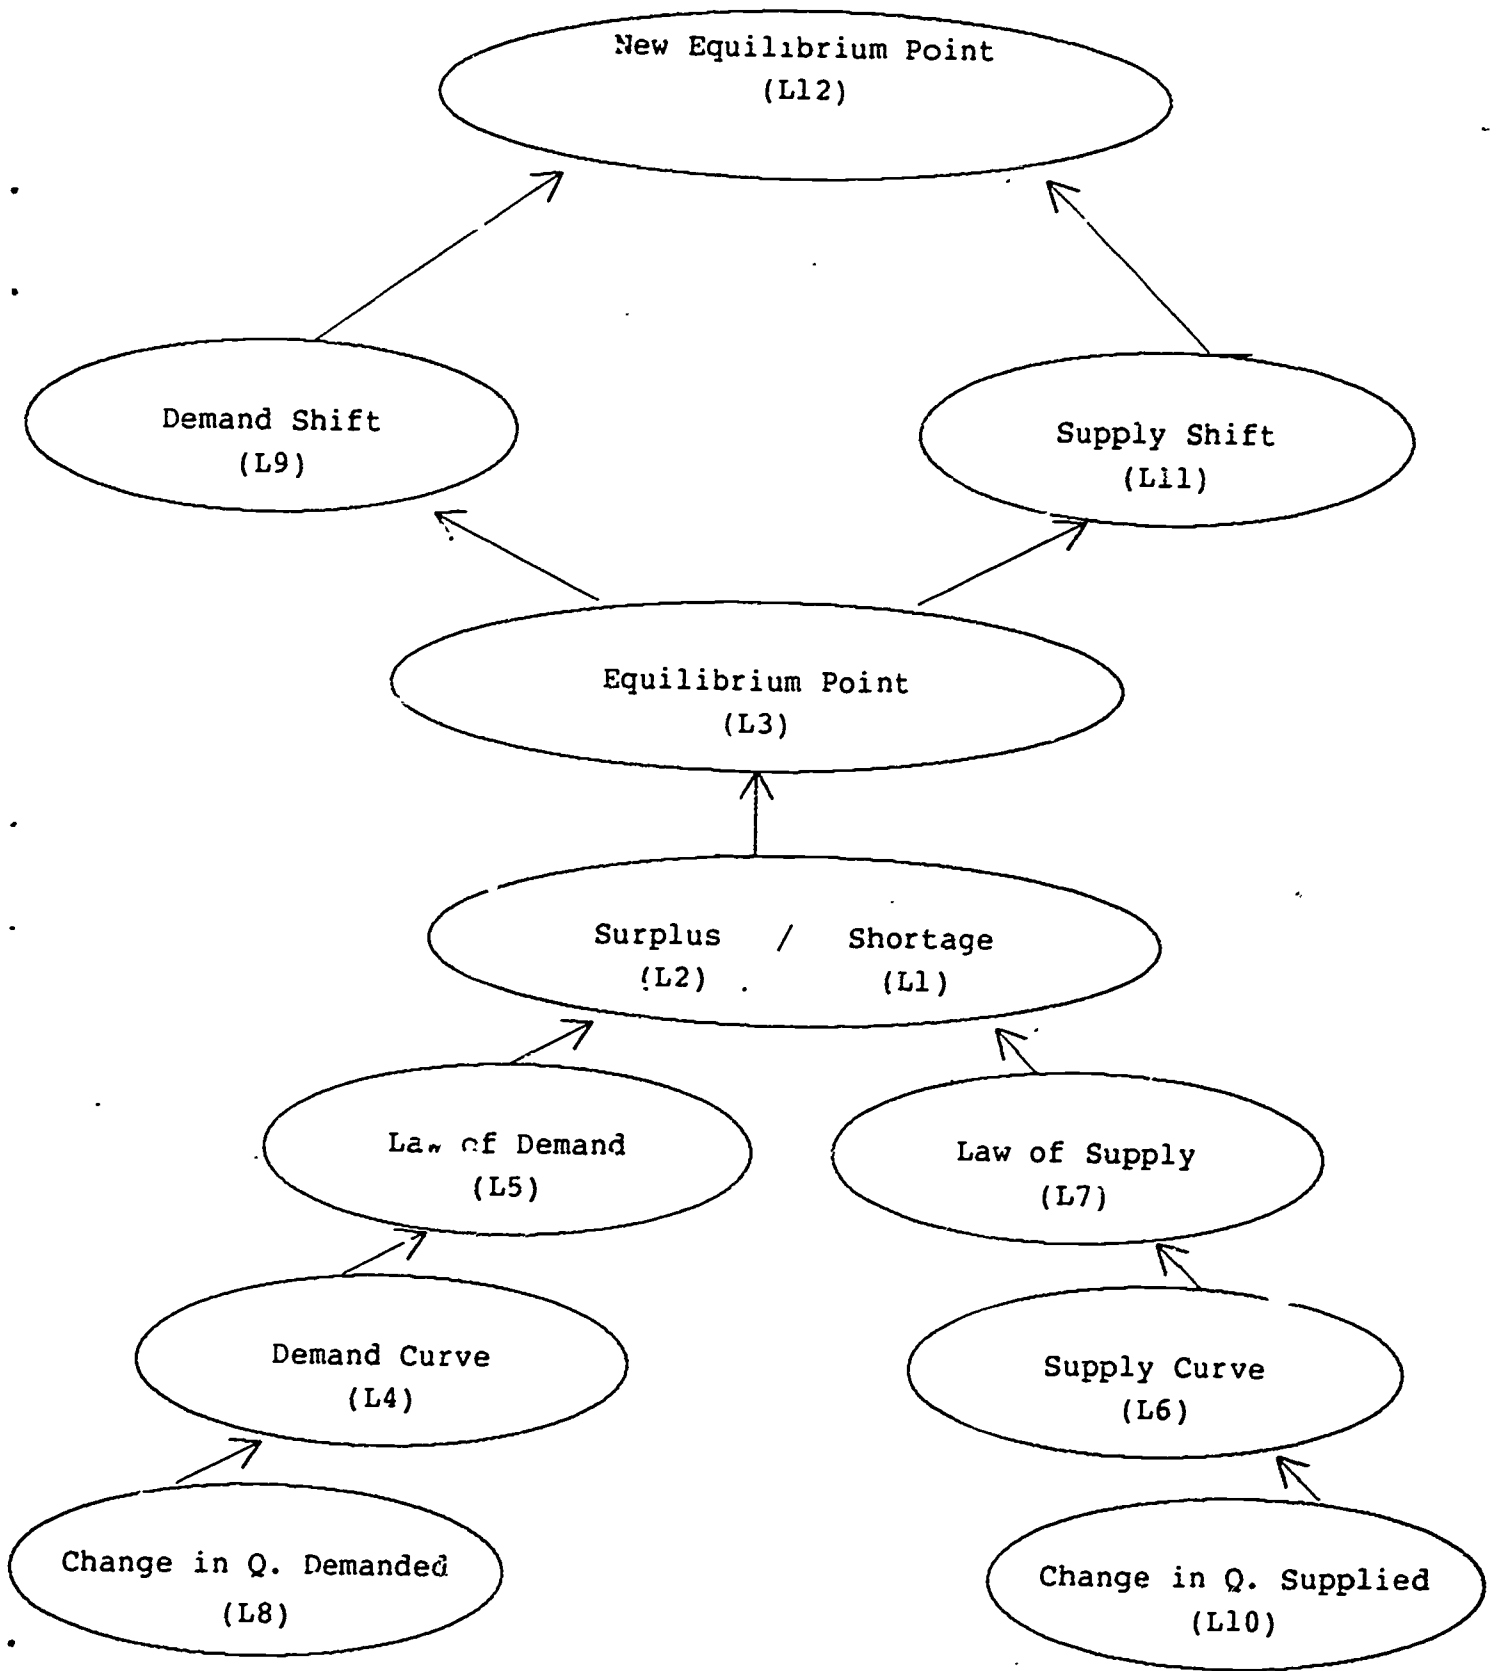 New Equilibrium Point
(L12)
Demand Shift
(L9)
Supply Shift
(L11)
Equilibrium Point
(L3)
Surplus / Shortage
(L2) (L1)
Law of Demand
(L5)
Law of Supply
(L7)
Demand Curve
(L4)
Supply Curve
(L6)
Change in Q. Demanded
(L8)
Change in Q. Supplied
(L10)